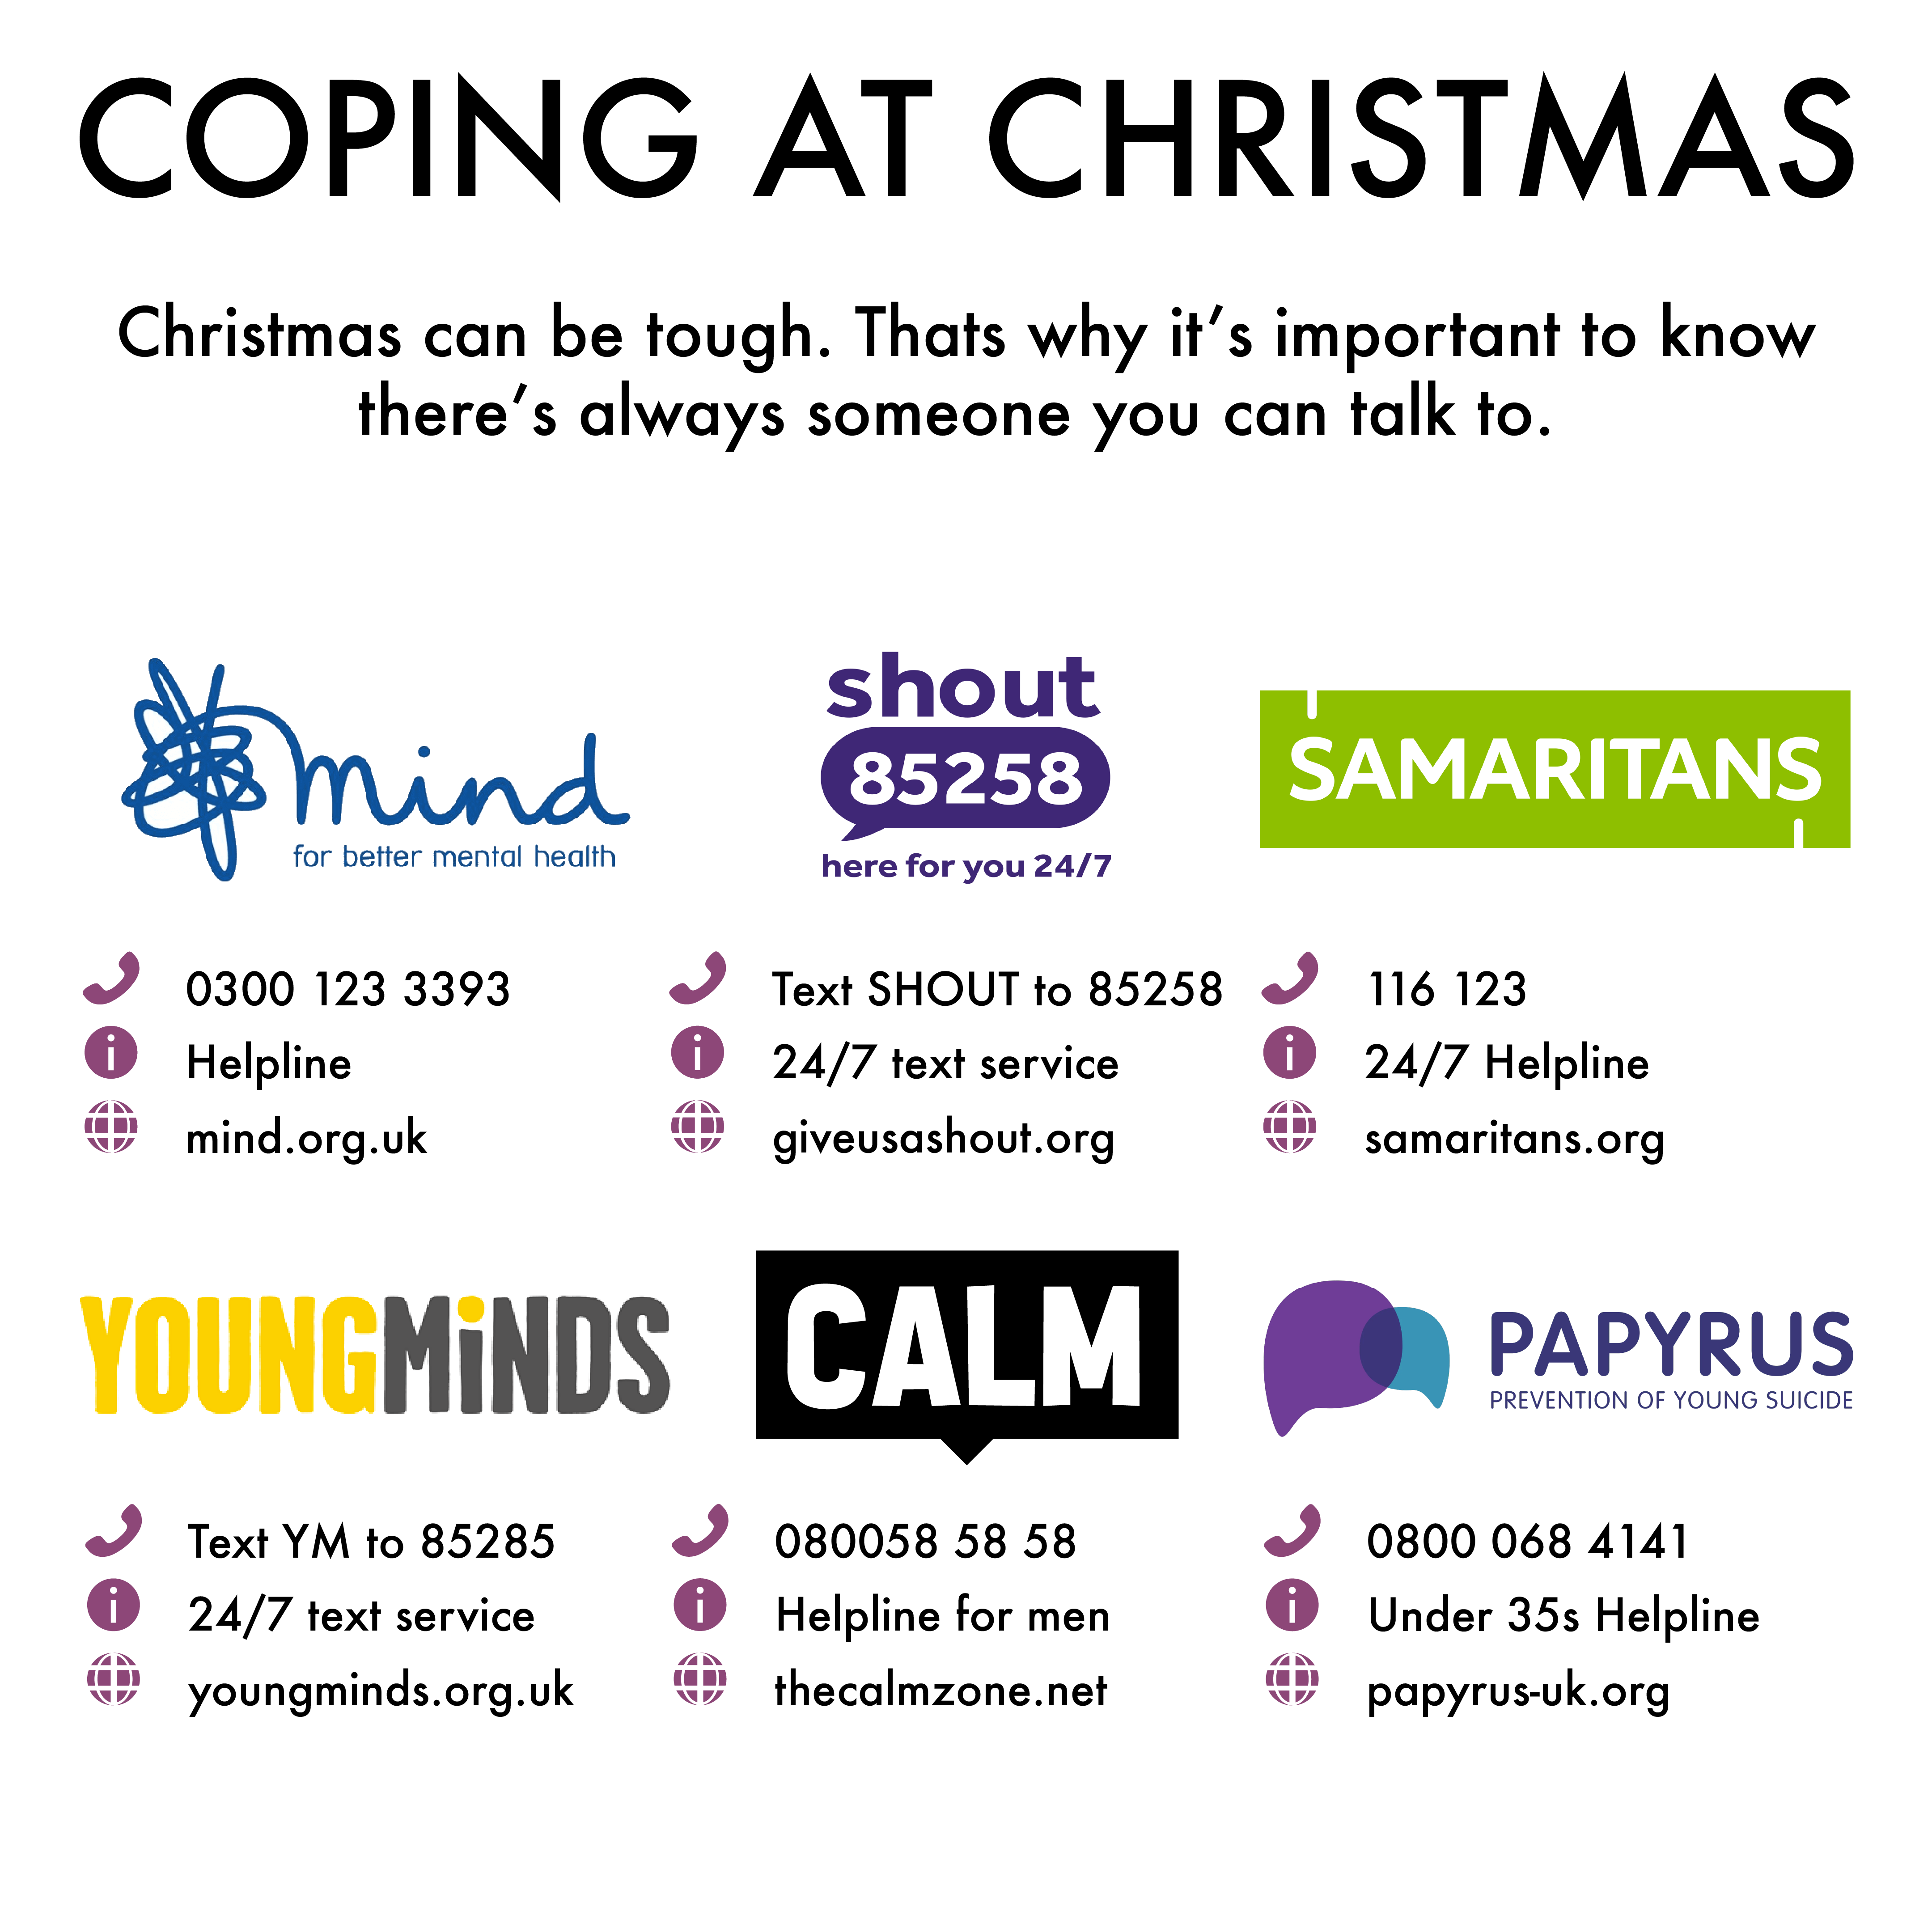 COPING AT CHRISTMAS
Christmas can be tough. Thats why it's important to know
there's always someone you can talk to.
mind
for better mental health
0300 123 3393
Helpline
mind.org.uk
shout
85258
here for you 24/7
Text SHOUT to 85258
24/7 text service
giveusashout.org
SAMARITANS
116 123
24/7 Helpline
samaritans.org
YOUNGMiNDS
Text YM to 85285
24/7 text service
youngminds.org.uk
CALM
080058 58 58
Helpline for men
thecalmzone.net
PAPYRUS
PREVENTION OF YOUNG SUICIDE
0800 068 4141
Under 35s Helpline
papyrus-uk.org